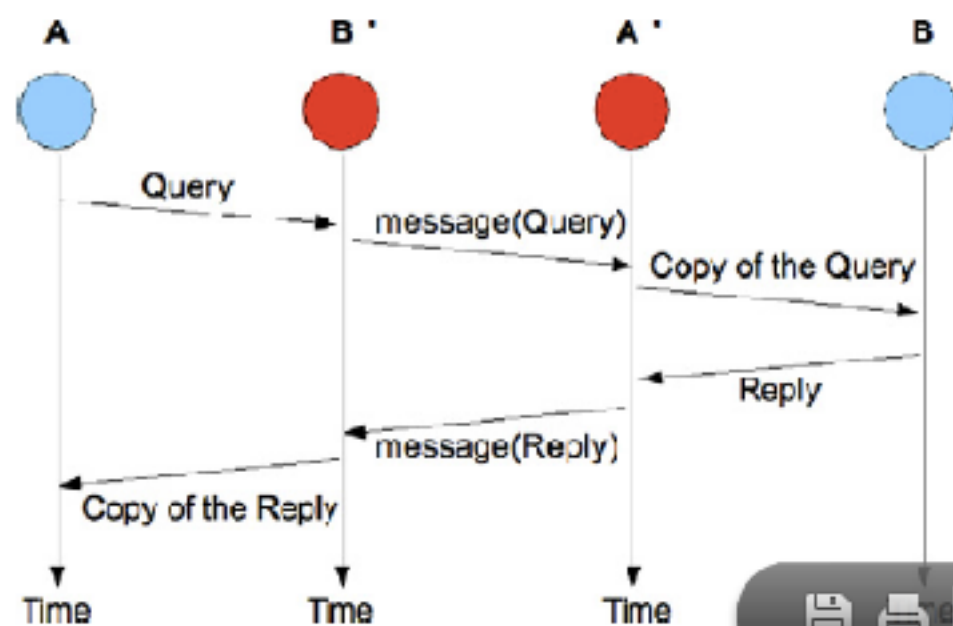 A
B '
A '
B
Query
message(Query)
Copy of the Query
Reply
message(Reply)
Copy of the Reply
Time
Time
Time